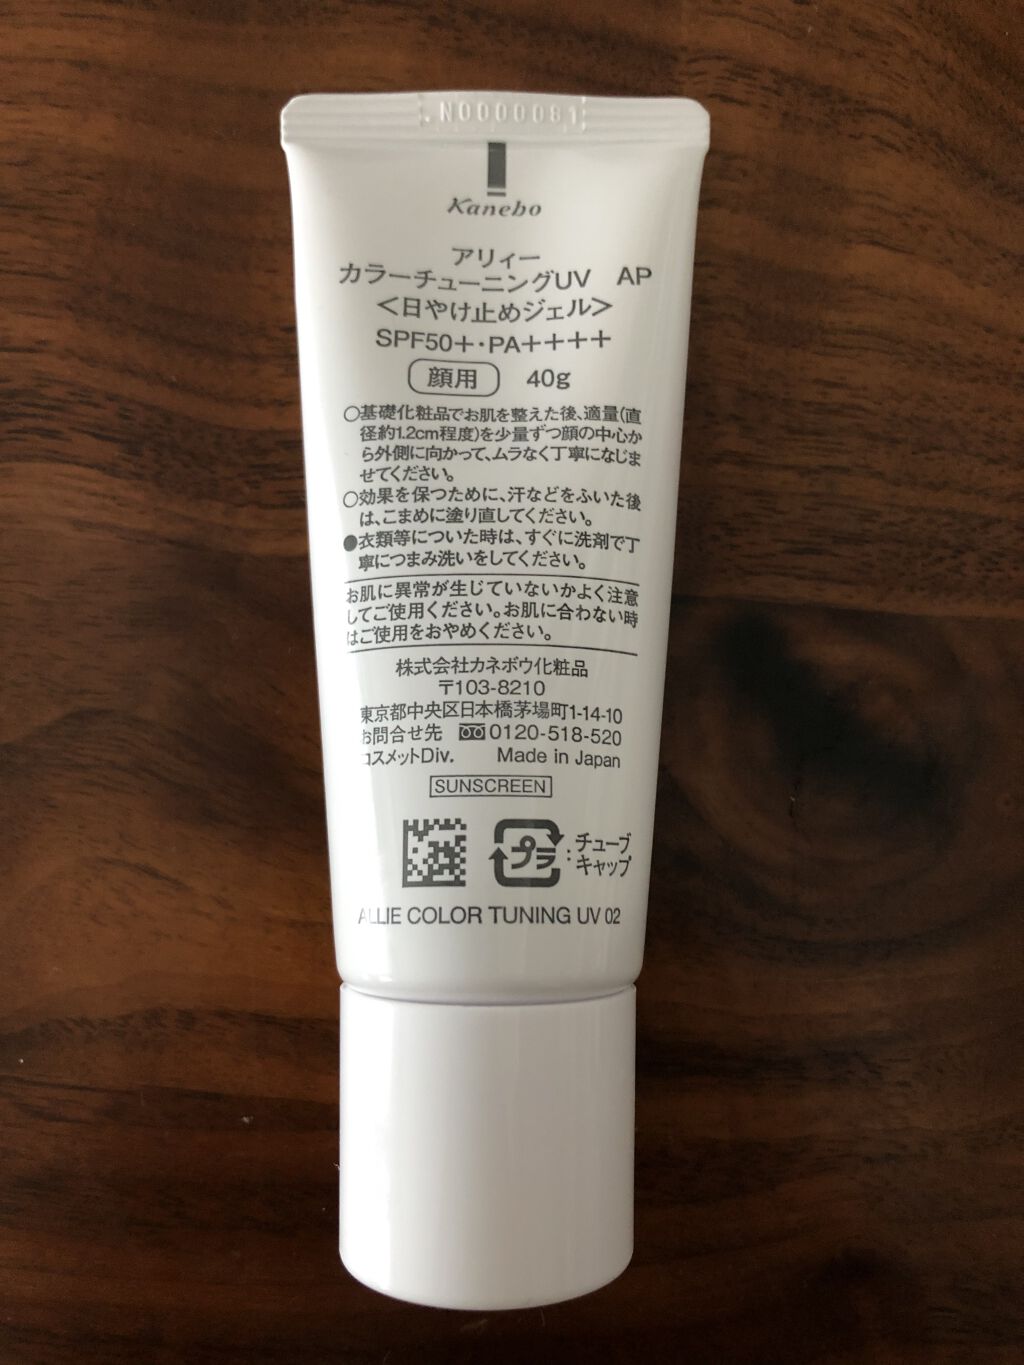 N0000081
Kanebo
アリィー
カラーチューニングUV AP
＜日やけ止めジェル＞
SPF50+・PA++++
顔用 40g
○基礎化粧品でお肌を整えた後、適量(直
径約1.2cm程度)を少量ずつ顔の中心か
ら外側に向かって、ムラなく丁寧になじま
せてください。
○効果を保つために、汗などをふいた後
は、こまめに塗り直してください。
●衣類等についた時は、すぐに洗剤で丁
寧につまみ洗いをしてください。
お肌に異常が生じていないかよく注意
してご使用ください。お肌に合わない時
はご使用をおやめください。
株式会社カネボウ化粧品
〒103-8210
東京都中央区日本橋茅場町1-14-10
お問合せ先 0120-518-520
コスメットDiv. Made in Japan
SUNSCREEN
プラ : チューブ
キャップ
ALLIE COLOR TUNING UV 02